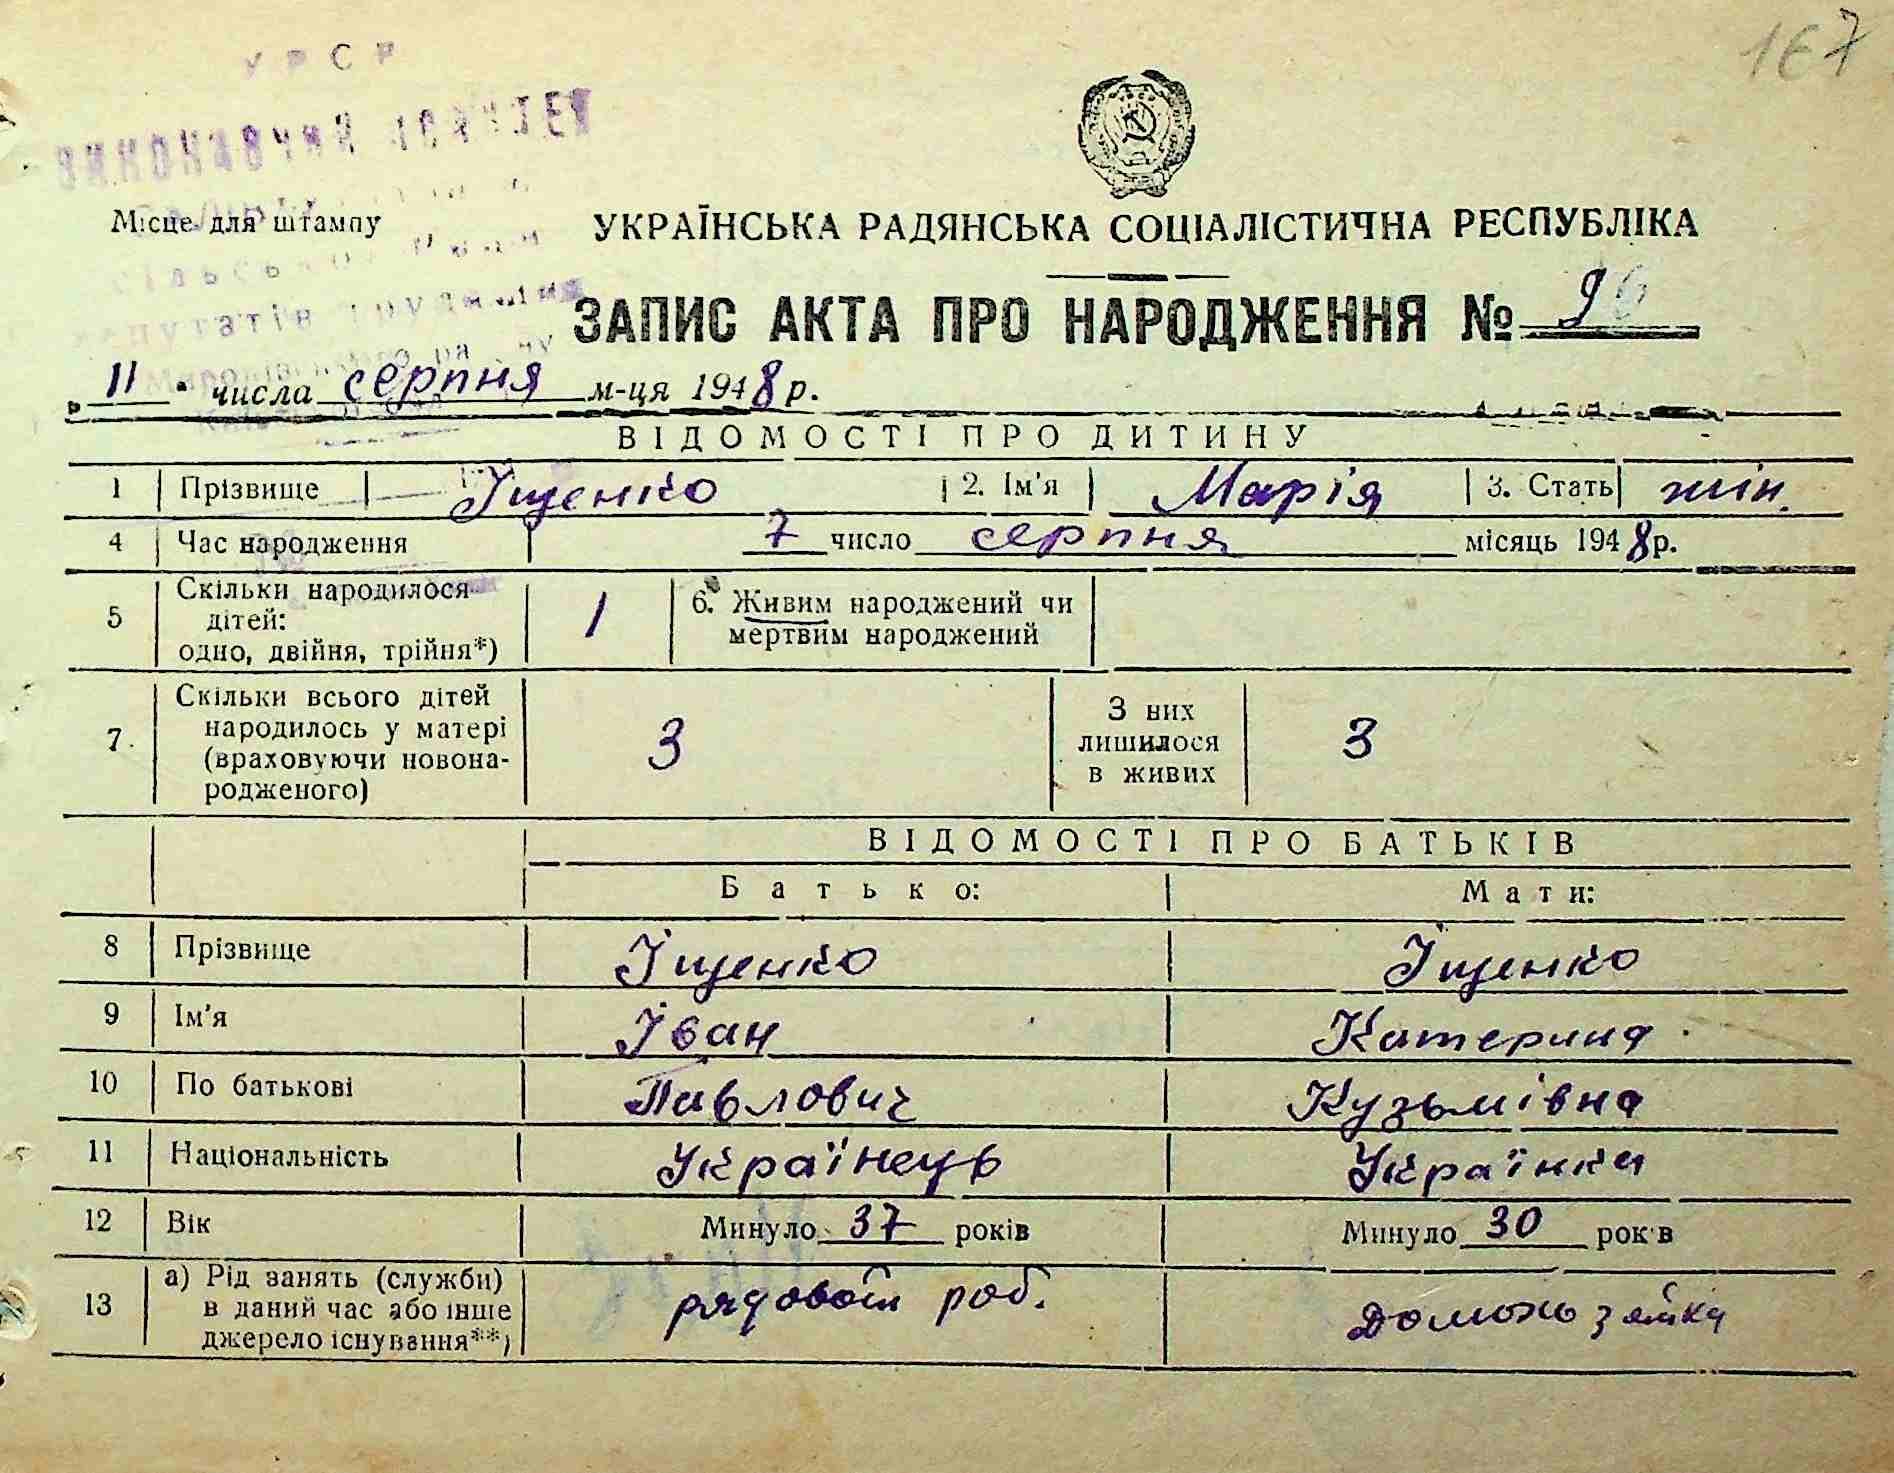 167
УРСР
ВИКОНАВЧИЙ КОМІТЕТ
Місце для штампу
УКРАЇНСЬКА РАДЯНСЬКА СОЦІАЛІСТИЧНА РЕСПУБЛІКА
ЗАПИС АКТА ПРО НАРОДЖЕННЯ № 96
„ 11 " числа серпня м-ця 1948 р.
ВІДОМОСТІ ПРО ДИТИНУ
1 Прізвище Іщенко 2. Ім'я Марія 3. Стать жін.
4 Час народження 7 число серпня місяць 1948 р.
5 Скільки народилося дітей: одно, двійня, трійня*) 1 6. Живим народжений чи мертвим народжений
7. Скільки всього дітей народилось у матері (враховуючи новонародженого) 3 З них лишилося в живих 3
ВІДОМОСТІ ПРО БАТЬКІВ
Батько: Мати:
8 Прізвище Іщенко Іщенко
9 Ім'я Іван Катерина
10 По батькові Павлович Кузьмівна
11 Національність Українець Українка
12 Вік Минуло 37 років Минуло 30 рок в
13 а) Рід занять (служби) в даний час або інше джерело існування**) рядовой роб. Домохозяйка